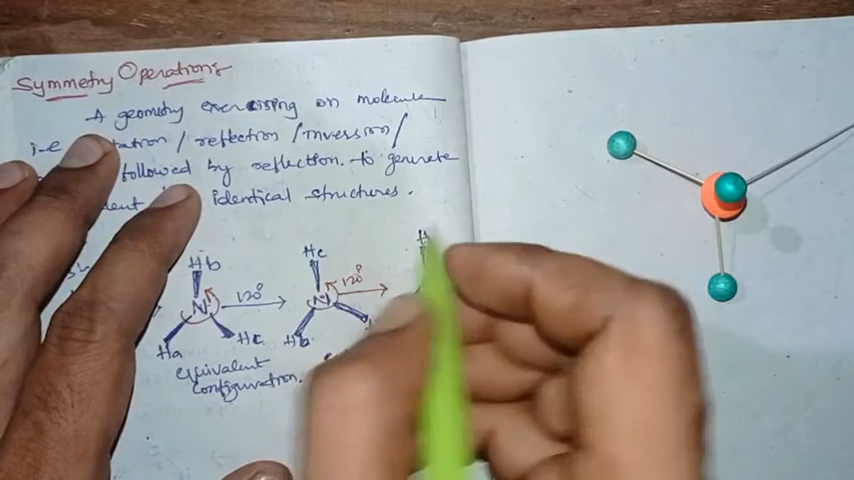 Symmetry Operations
A geometry exercising on molecule
i.e / reflection / inversion /
followed by reflection. to generate
identical structures.
Hb Hc H
N 120° N 120°
Ha Hc Hb
equivalent
configuration.